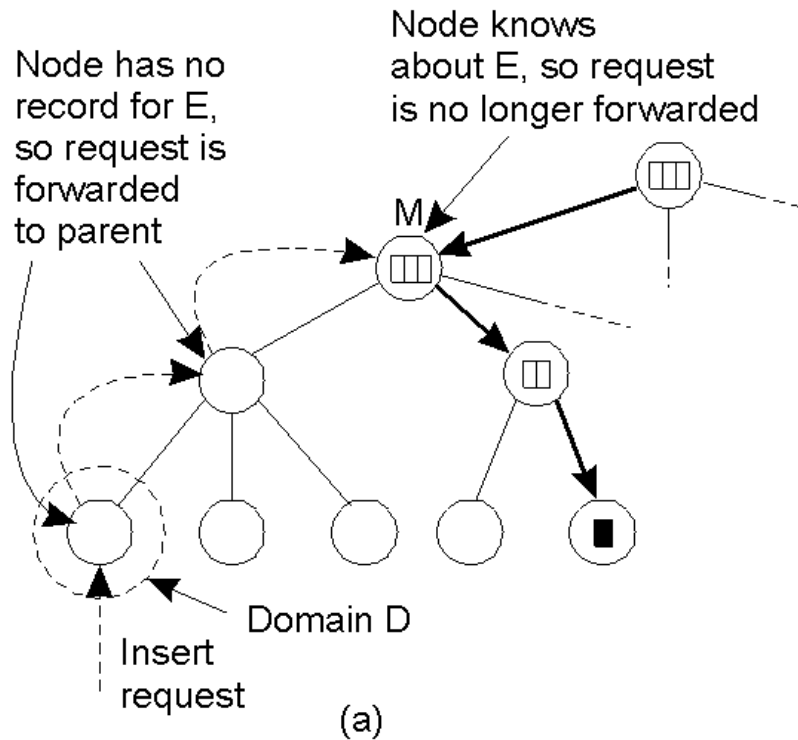 Node has no
record for E,
so request is
forwarded
to parent
Node knows
about E, so request
is no longer forwarded
M
Domain D
Insert
request
(a)